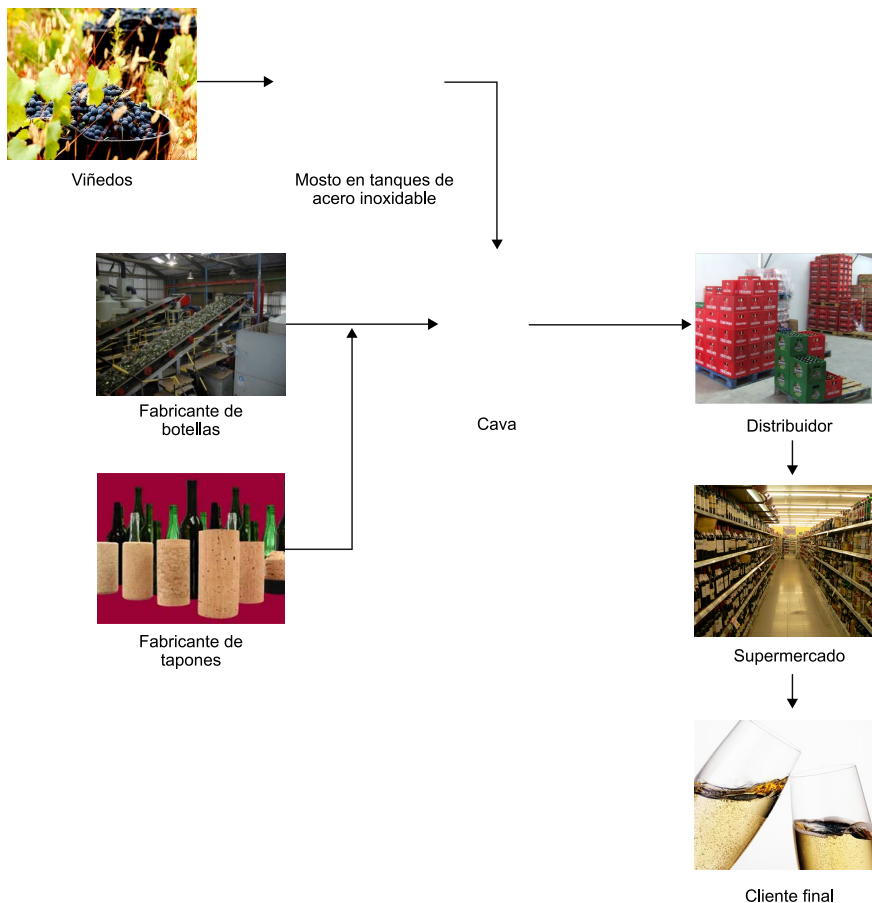 Viñedos
Mosto en tanques de
acero inoxidable
Fabricante de
botellas
Cava
Distribuidor
Fabricante de
tapones
Supermercado
Cliente final